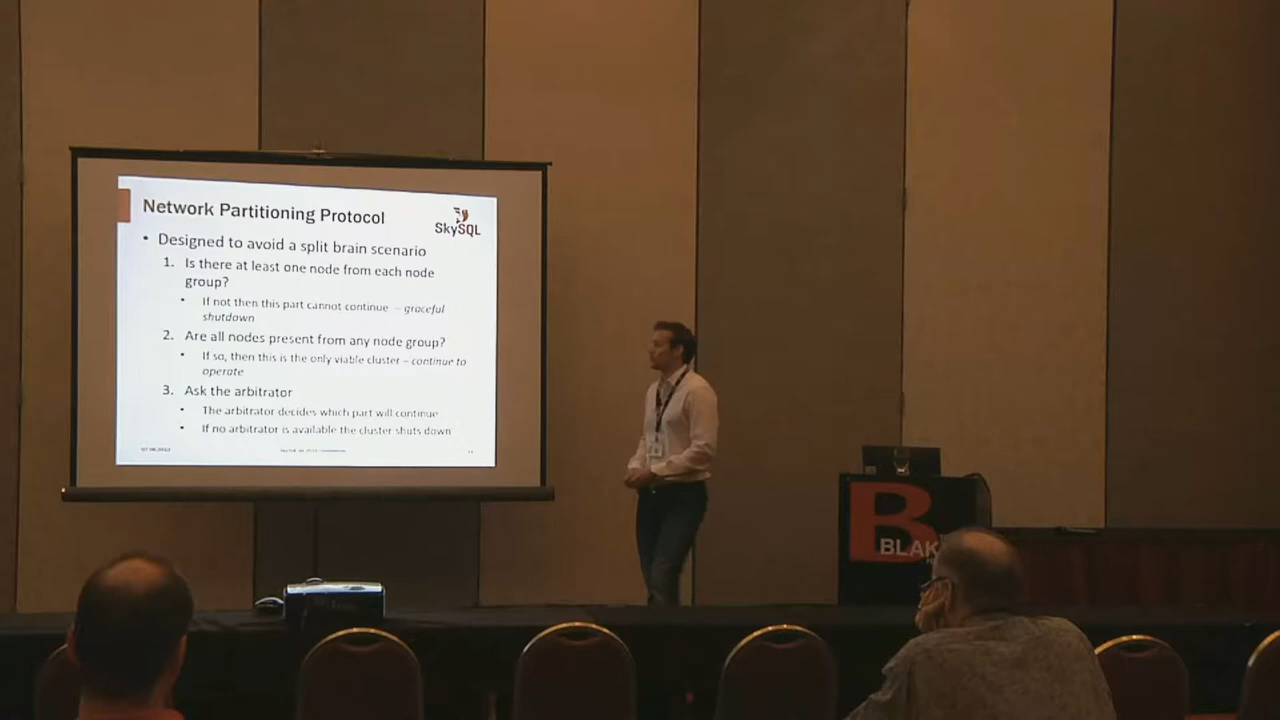 Network Partitioning Protocol
SkySQL
• Designed to avoid a split brain scenario
1. Is there at least one node from each node
group?
• If not then this part cannot continue – graceful
shutdown
2. Are all nodes present from any node group?
• If so, then this is the only viable cluster – continue to
operate
3. Ask the arbitrator
• The arbitrator decides which part will continue
• If no arbitrator is available the cluster shuts down
B
BLAK